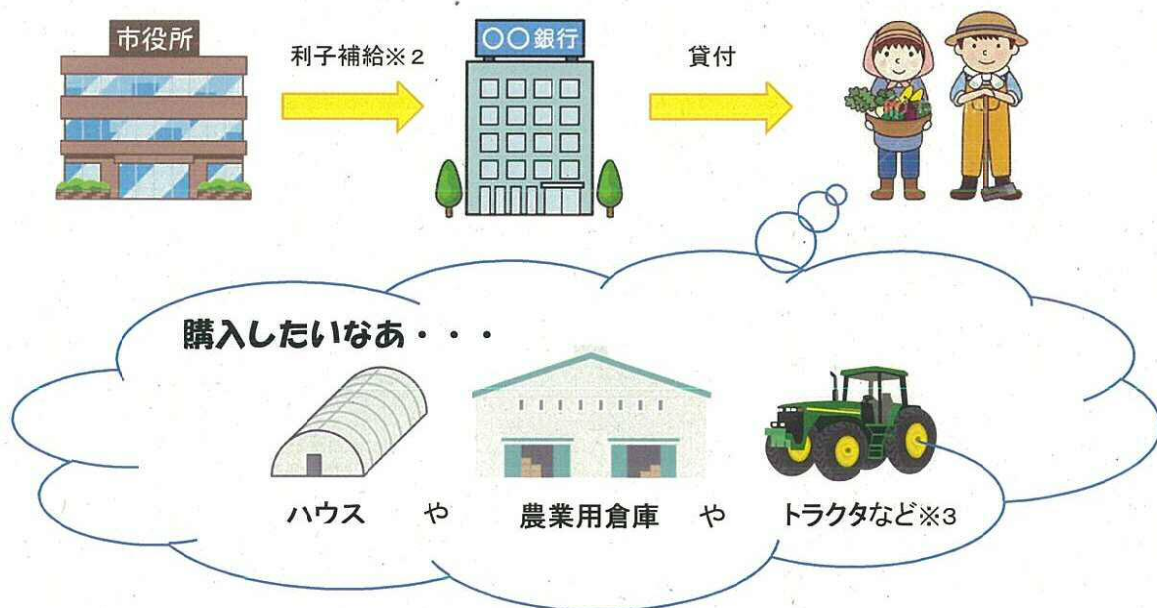 市役所
利子補給※2
〇〇銀行
貸付
購入したいなあ・・・
ハウス や 農業用倉庫 や トラクタなど※3